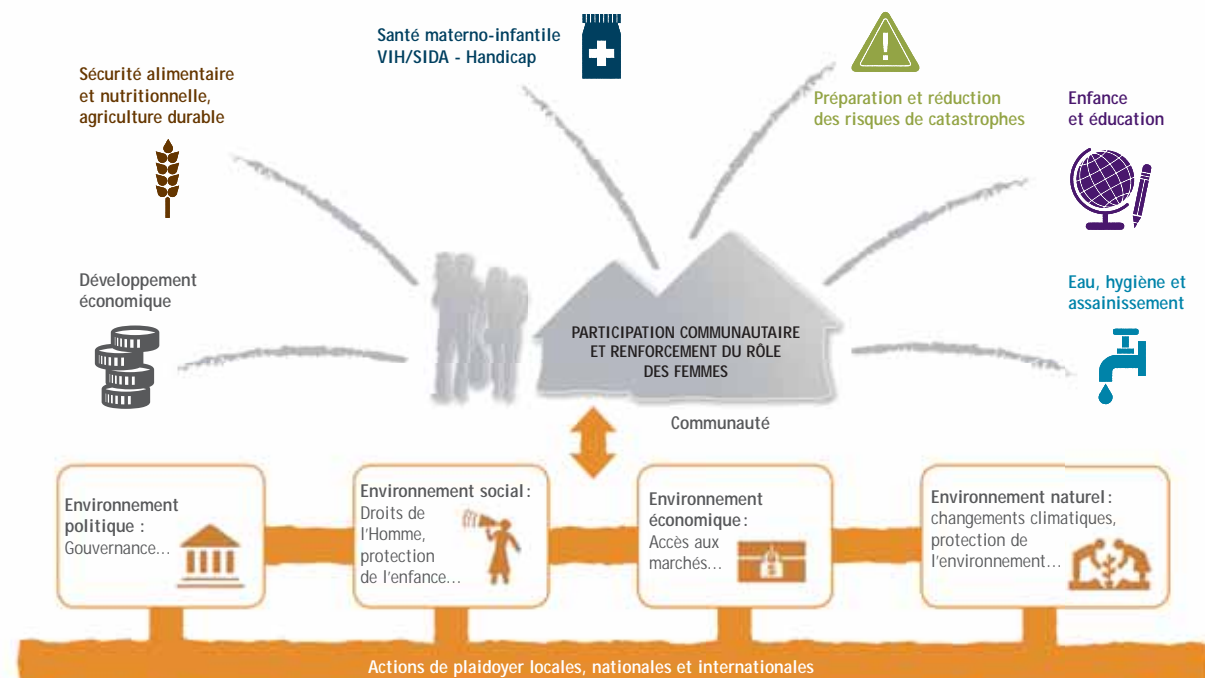 Santé materno-infantile
VIH/SIDA - Handicap
Sécurité alimentaire
et nutritionnelle,
agriculture durable
Préparation et réduction
des risques de catastrophes
Enfance
et éducation
Développement
économique
Eau, hygiène et
assainissement
PARTICIPATION COMMUNAUTAIRE
ET RENFORCEMENT DU RÔLE
DES FEMMES
Communauté
Environnement
politique :
Gouvernance…
Environnement social :
Droits de
l'Homme,
protection
de l'enfance…
Environnement
économique :
Accès aux
marchés…
$
Environnement naturel :
changements climatiques,
protection de
l'environnement…
Actions de plaidoyer locales, nationales et internationales